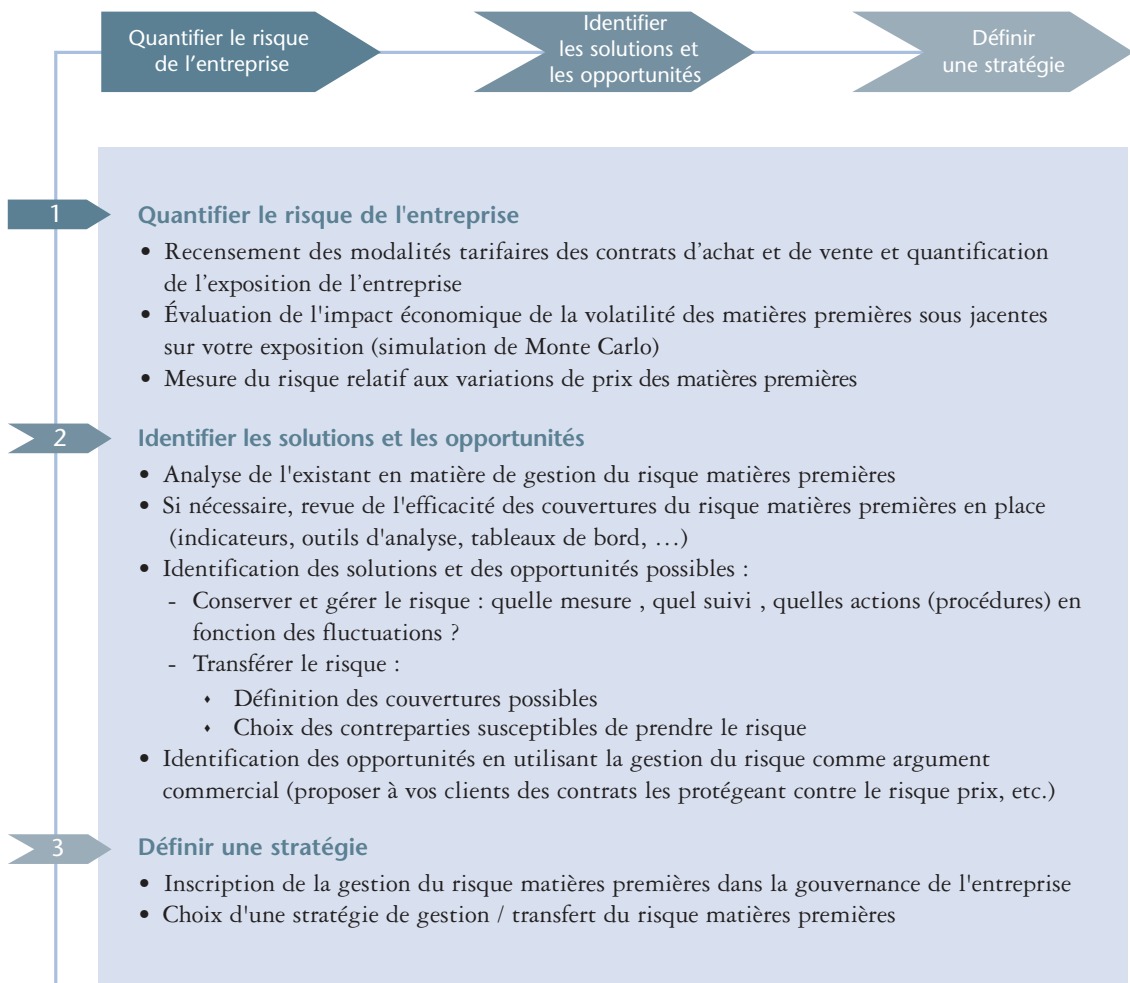 Quantifier le risque
de l’entreprise
Identifier
les solutions et
les opportunités
Définir
une stratégie
1
Quantifier le risque de l'entreprise
• Recensement des modalités tarifaires des contrats d’achat et de vente et quantification
de l’exposition de l’entreprise
• Évaluation de l'impact économique de la volatilité des matières premières sous jacentes
sur votre exposition (simulation de Monte Carlo)
• Mesure du risque relatif aux variations de prix des matières premières
2
Identifier les solutions et les opportunités
• Analyse de l'existant en matière de gestion du risque matières premières
• Si nécessaire, revue de l'efficacité des couvertures du risque matières premières en place
(indicateurs, outils d'analyse, tableaux de bord, …)
• Identification des solutions et des opportunités possibles :
- Conserver et gérer le risque : quelle mesure , quel suivi , quelles actions (procédures) en
fonction des fluctuations ?
- Transférer le risque :
♦ Définition des couvertures possibles
♦ Choix des contreparties susceptibles de prendre le risque
• Identification des opportunités en utilisant la gestion du risque comme argument
commercial (proposer à vos clients des contrats les protégeant contre le risque prix, etc.)
3
Définir une stratégie
• Inscription de la gestion du risque matières premières dans la gouvernance de l'entreprise
• Choix d'une stratégie de gestion / transfert du risque matières premières